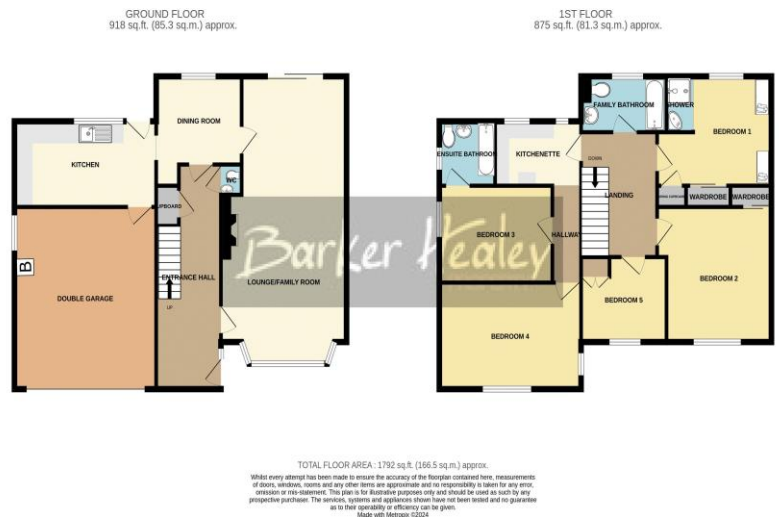 GROUND FLOOR
918 sq.ft. (85.3 sq.m.) approx.
1ST FLOOR
875 sq.ft. (81.3 sq.m.) approx.
DINING ROOM
KITCHEN
WC
UPBOARD
B
DOUBLE GARAGE
ENTRANCE HALL
UP
LOUNGE/FAMILY ROOM
FAMILY BATHROOM
SHOWER
ENSUITE BATHROOM
KITCHENETTE
BEDROOM 1
DOWN
LANDING
WARDROBE
WARDROBE
BEDROOM 3
HALLWAY
BEDROOM 2
BEDROOM 5
BEDROOM 4
Barker Healey
TOTAL FLOOR AREA : 1792 sq.ft. (166.5 sq.m.) approx.
Whilst every attempt has been made to ensure the accuracy of the floorplan contained here, measurements
of doors, windows, rooms and any other items are approximate and no responsibility is taken for any error,
omission or mis-statement. This plan is for illustrative purposes only and should be used as such by any
prospective purchaser. The services, systems and appliances shown have not been tested and no guarantee
as to their operability or efficiency can be given.
Made with Metropix ©2024